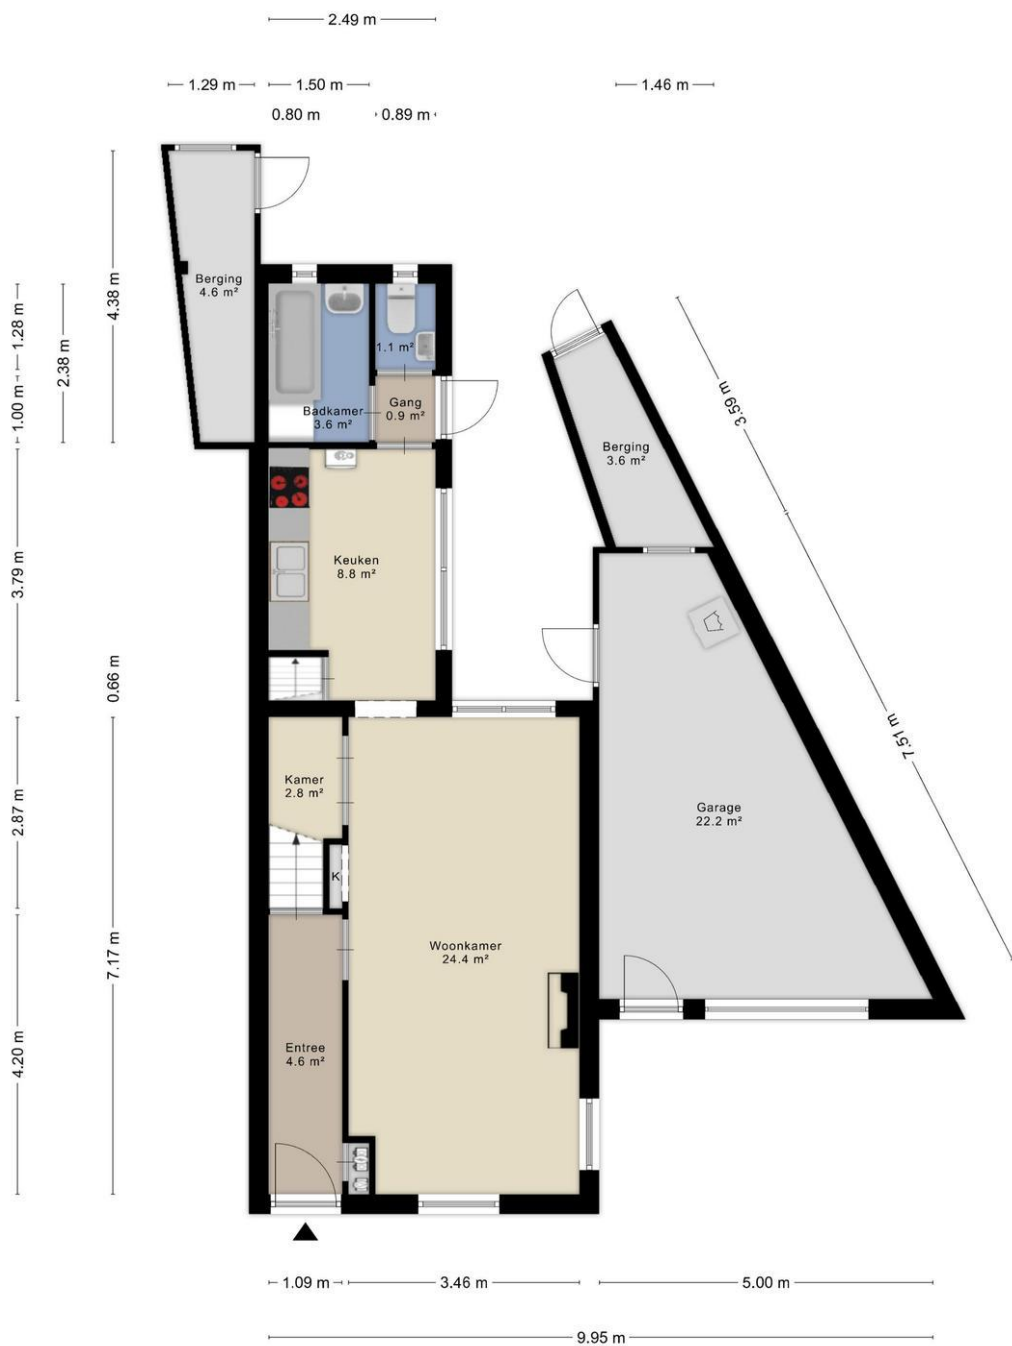 2.49 m
1.29 m
1.50 m
1.46 m
0.80 m
0.89 m
4.38 m
1.28 m
2.38 m
1.00 m
Berging
4.6 m²
1.1 m²
Gang
0.9 m²
Badkamer
3.6 m²
3.59 m
Berging
3.6 m²
3.79 m
Keuken
8.8 m²
0.66 m
7.51 m
2.87 m
Kamer
2.8 m²
Garage
22.2 m²
K
7.17 m
Woonkamer
24.4 m²
4.20 m
Entree
4.6 m²
1.09 m
3.46 m
5.00 m
9.95 m